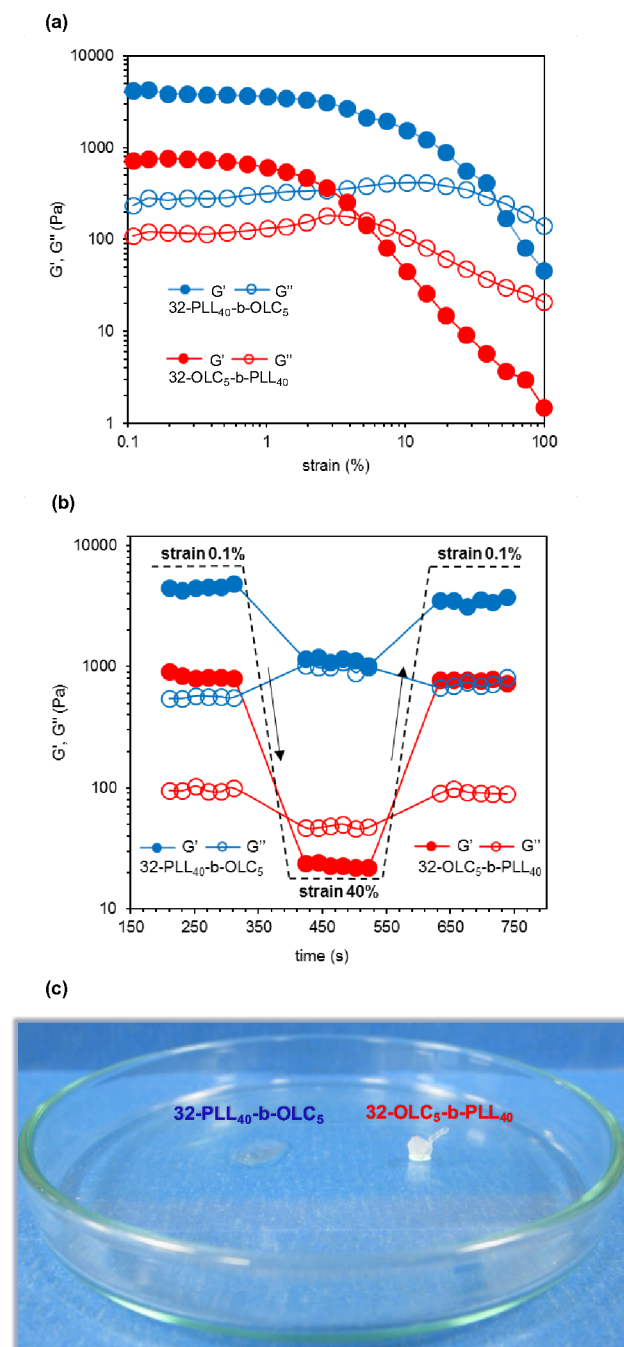 (a)
10000
1000
100
10
1
G', G'' (Pa)
G' G''
32-PLL₄₀-b-OLC₅
G' G''
32-OLC₅-b-PLL₄₀
0.1 1 10 100
strain (%)
(b)
10000
1000
100
10
G', G'' (Pa)
strain 0.1% strain 0.1%
G' G'' G' G''
32-PLL₄₀-b-OLC₅ 32-OLC₅-b-PLL₄₀
strain 40%
150 250 350 450 550 650 750
time (s)
(c)
32-PLL₄₀-b-OLC₅ 32-OLC₅-b-PLL₄₀